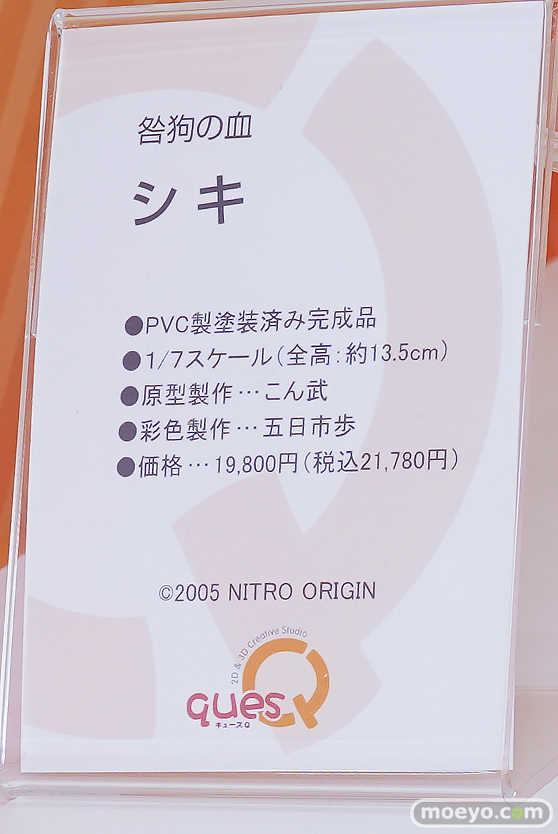 咎狗の血
シキ
●PVC製塗装済み完成品
●1/7スケール（全高：約13.5cm）
●原型製作…こん武
●彩色製作…五日市歩
●価格…19,800円（税込21,780円）
©2005 NITRO ORIGIN
2D & 3D Creative Studio
quesQ
キューズQ
moeyo.com